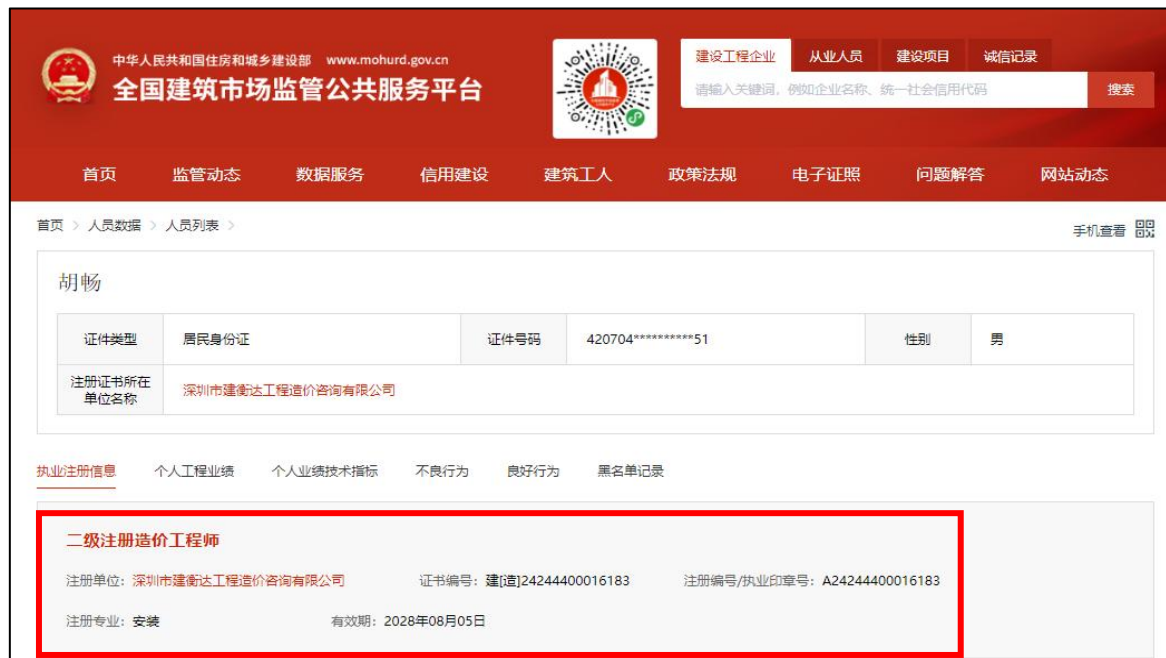 中华人民共和国住房和城乡建设部 www.mohurd.gov.cn
全国建筑市场监管公共服务平台
建设工程企业 从业人员 建设项目 诚信记录
请输入关键词，例如企业名称、统一社会信用代码 搜索
首页 监管动态 数据服务 信用建设 建筑工人 政策法规 电子证照 问题解答 网站动态
首页 > 人员数据 > 人员列表 >
手机查看
胡畅
证件类型 居民身份证 证件号码 420704**********51 性别 男
注册证书所在
单位名称
深圳市建衡达工程造价咨询有限公司
执业注册信息 个人工程业绩 个人业绩技术指标 不良行为 良好行为 黑名单记录
二级注册造价工程师
注册单位：深圳市建衡达工程造价咨询有限公司 证书编号：建[造]24244400016183 注册编号/执业印章号：A24244400016183
注册专业：安装 有效期：2028年08月05日